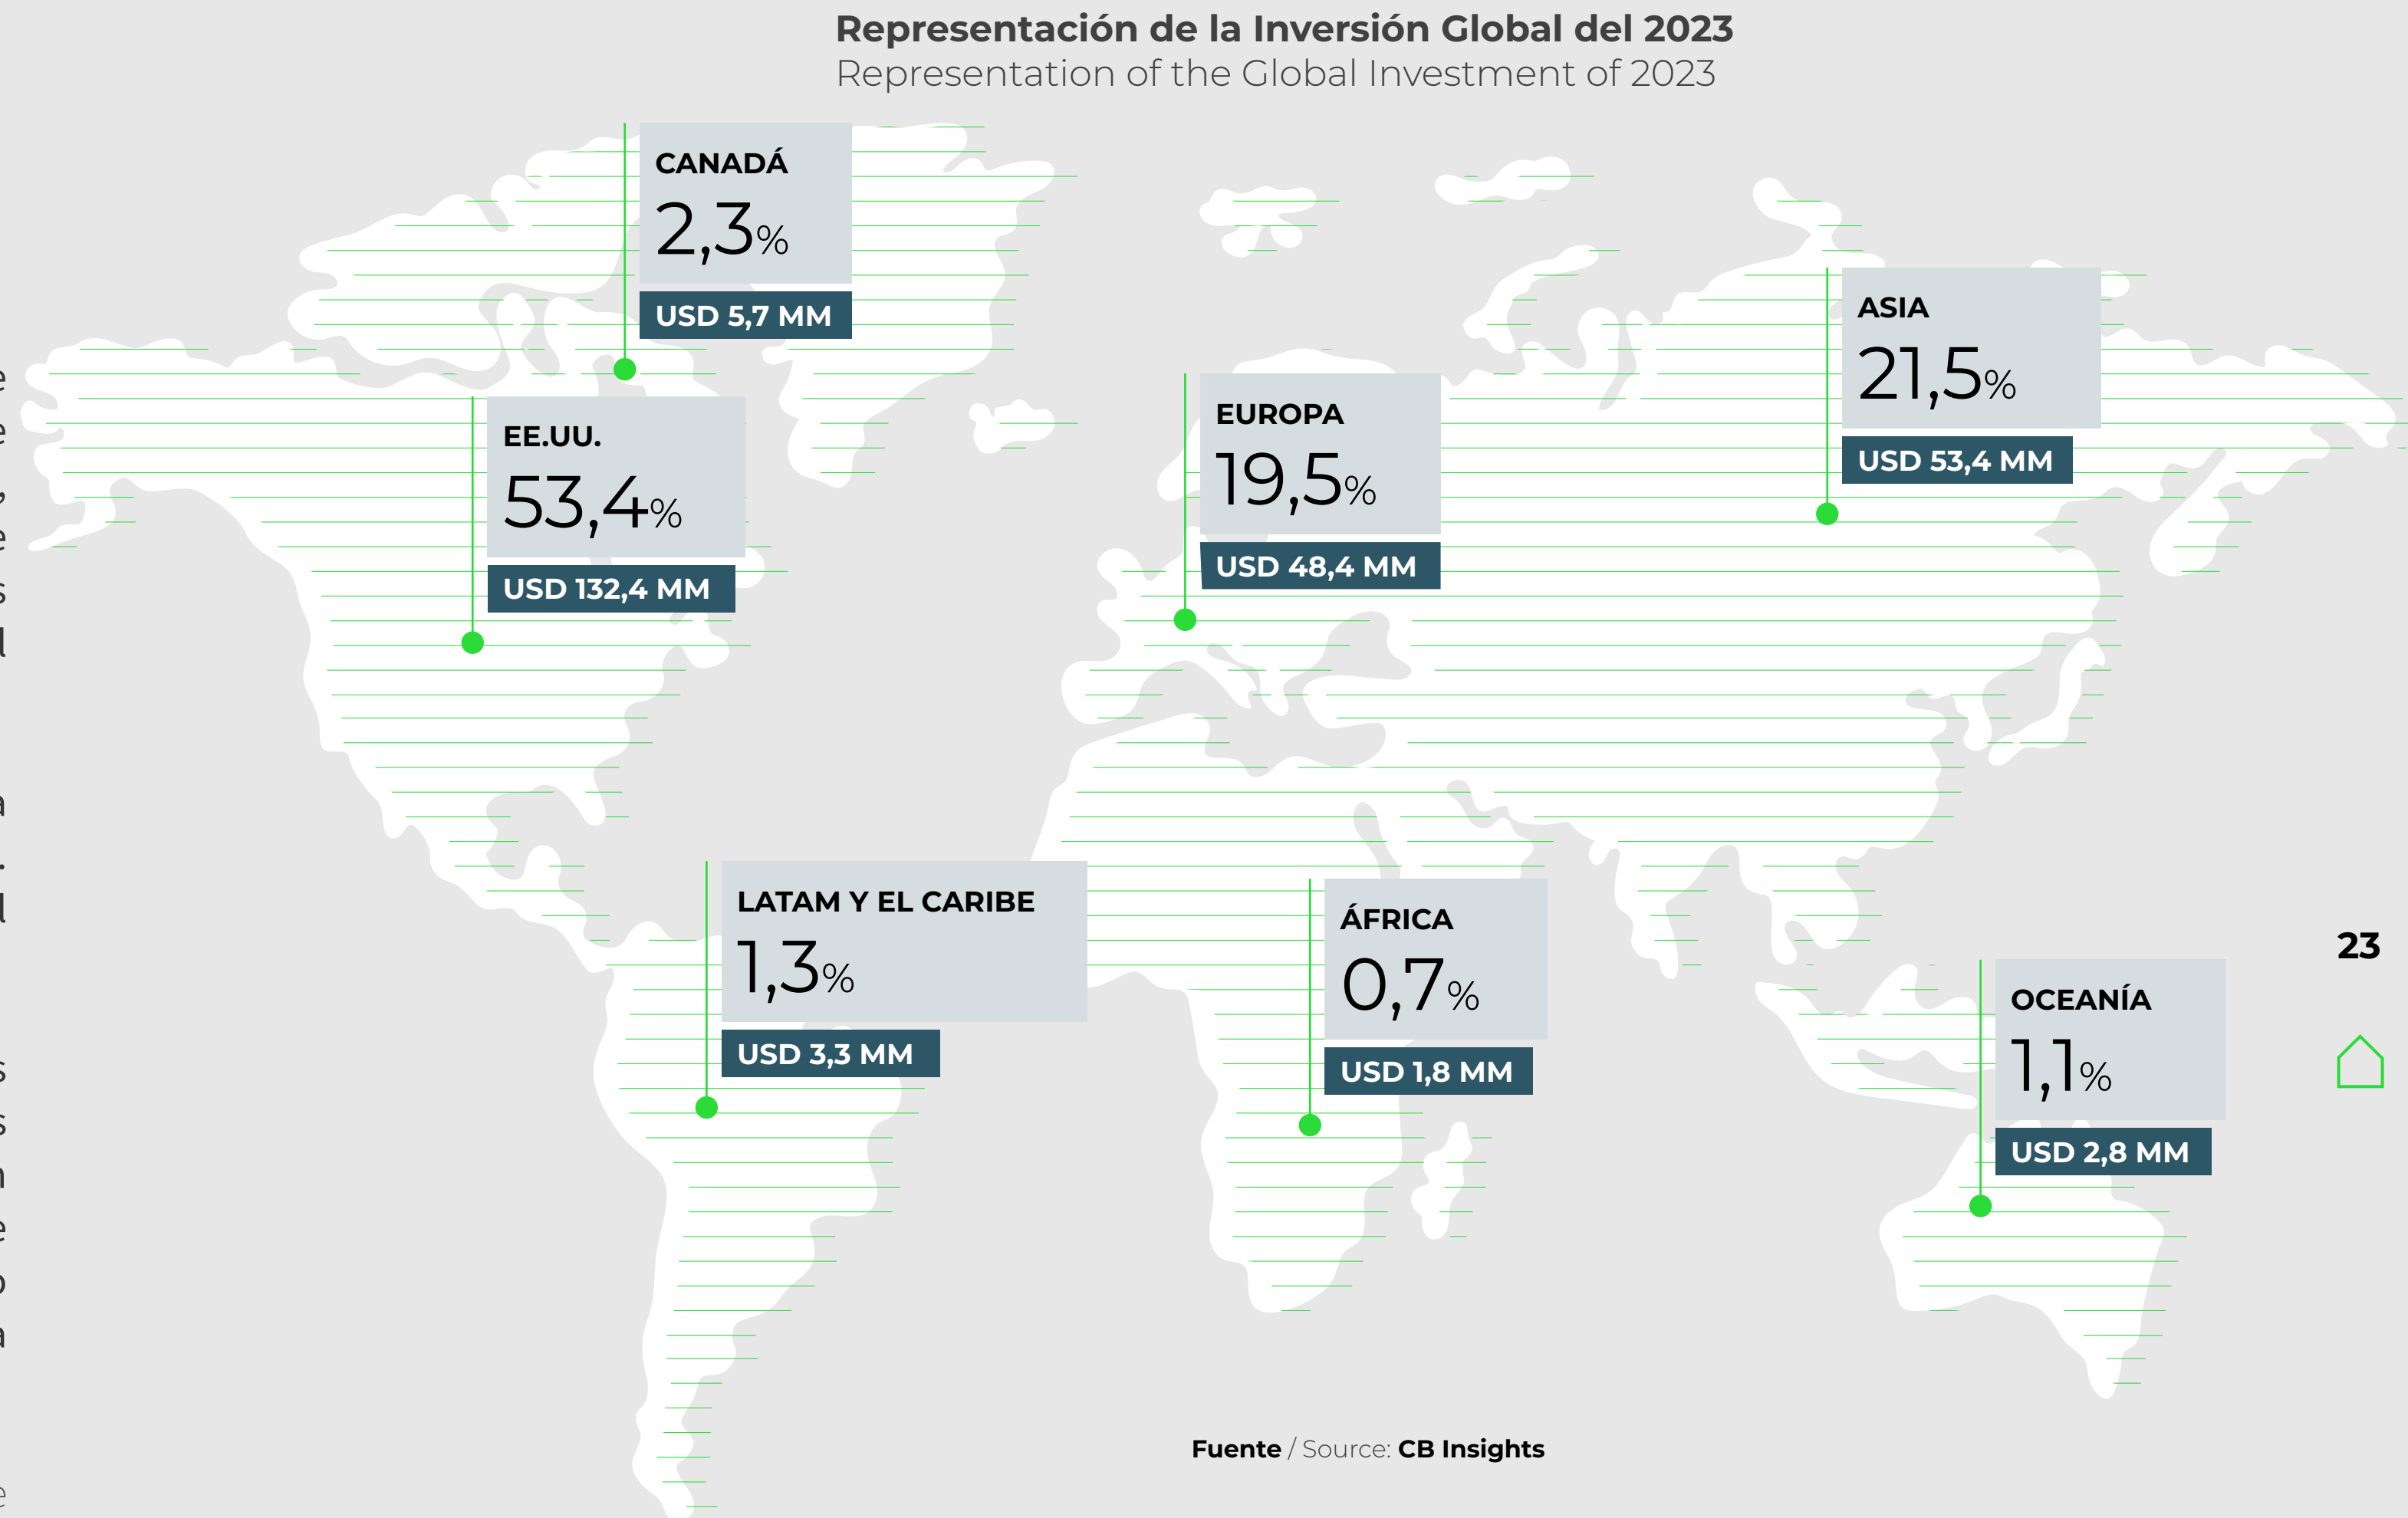 Representación de la Inversión Global del 2023
Representation of the Global Investment of 2023
CANADÁ
2,3%
USD 5,7 MM
EE.UU.
53,4%
USD 132,4 MM
EUROPA
19,5%
USD 48,4 MM
ASIA
21,5%
USD 53,4 MM
LATAM Y EL CARIBE
1,3%
USD 3,3 MM
ÁFRICA
0,7%
USD 1,8 MM
OCEANÍA
1,1%
USD 2,8 MM
23
Fuente / Source: CB Insights